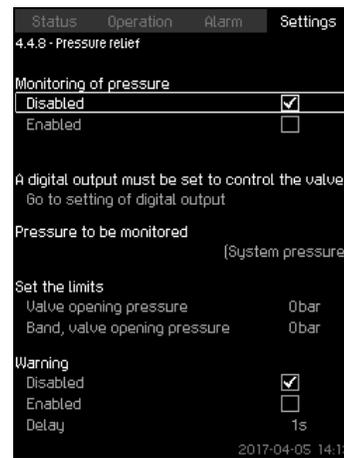 Status Operation Alarm Settings
4.4.8 - Pressure relief
Monitoring of pressure
Disabled
Enabled
A digital output must be set to control the valve
Go to setting of digital output
Pressure to be monitored
(System pressure
Set the limits
Valve opening pressure 0bar
Band, valve opening pressure 0bar
Warning
Disabled
Enabled
Delay 1s
2017-04-05 14:13